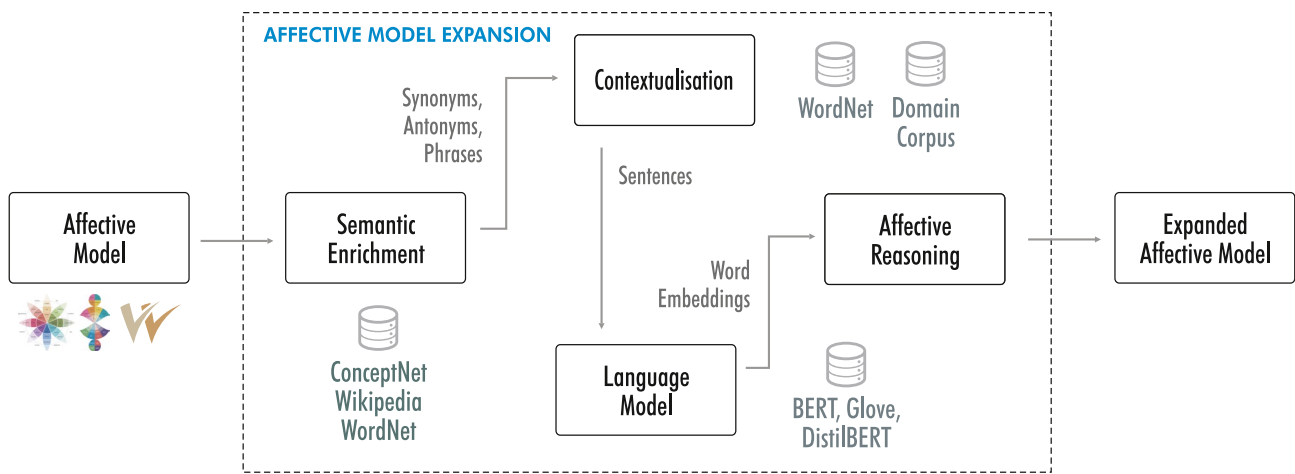 AFFECTIVE MODEL EXPANSION
Contextualisation
WordNet
Domain
Corpus
Synonyms,
Antonyms,
Phrases
Sentences
Affective
Model
Semantic
Enrichment
Affective
Reasoning
Expanded
Affective Model
Word
Embeddings
ConceptNet
Wikipedia
WordNet
Language
Model
BERT, Glove,
DistilBERT